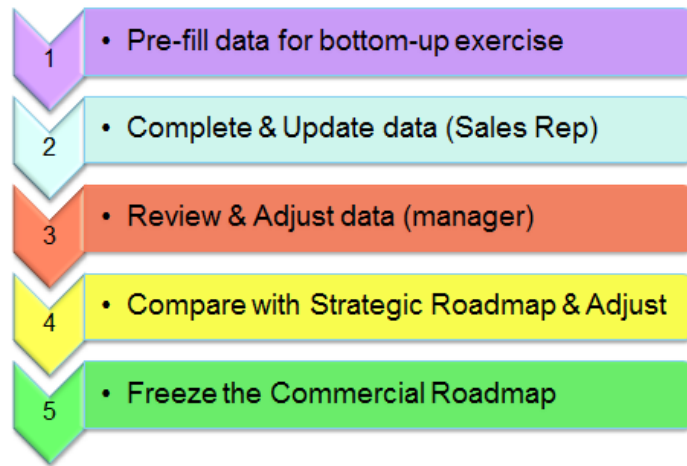 1
• Pre-fill data for bottom-up exercise
2
• Complete & Update data (Sales Rep)
3
• Review & Adjust data (manager)
4
• Compare with Strategic Roadmap & Adjust
5
• Freeze the Commercial Roadmap